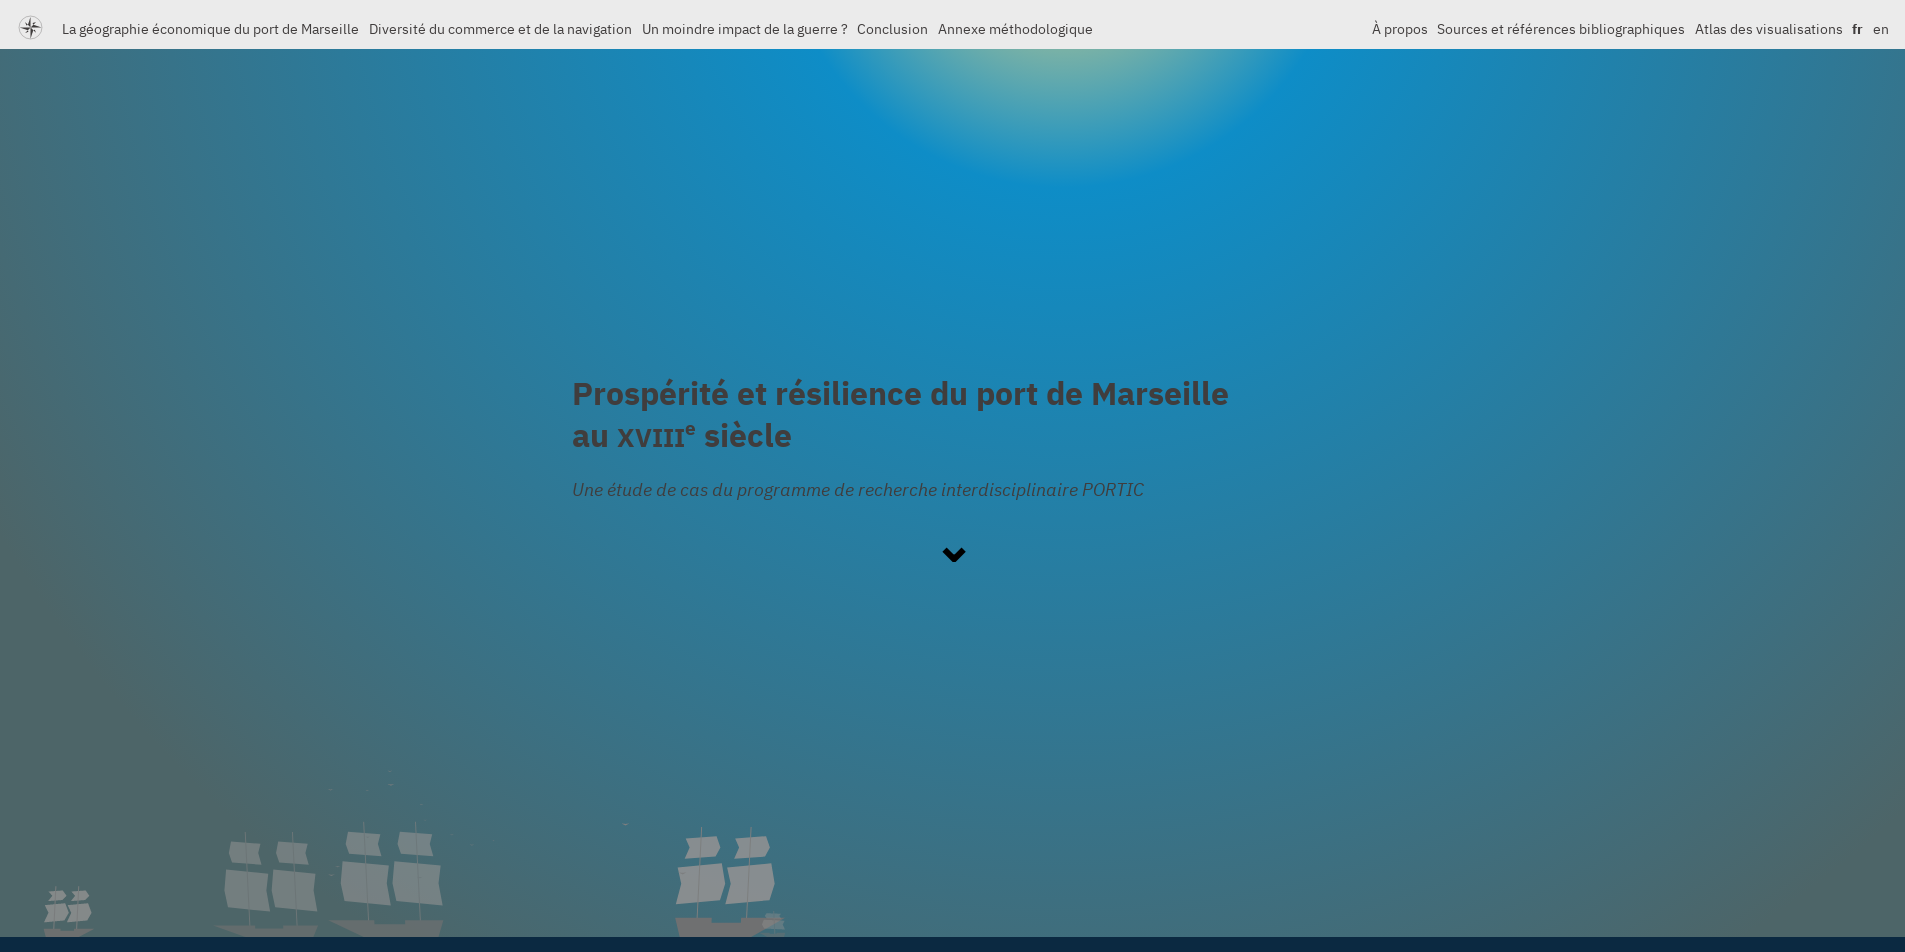 La géographie économique du port de Marseille Diversité du commerce et de la navigation Un moindre impact de la guerre ? Conclusion Annexe méthodologique À propos Sources et références bibliographiques Atlas des visualisations fr en
Prospérité et résilience du port de Marseille
au XVIIIe siècle
Une étude de cas du programme de recherche interdisciplinaire PORTIC